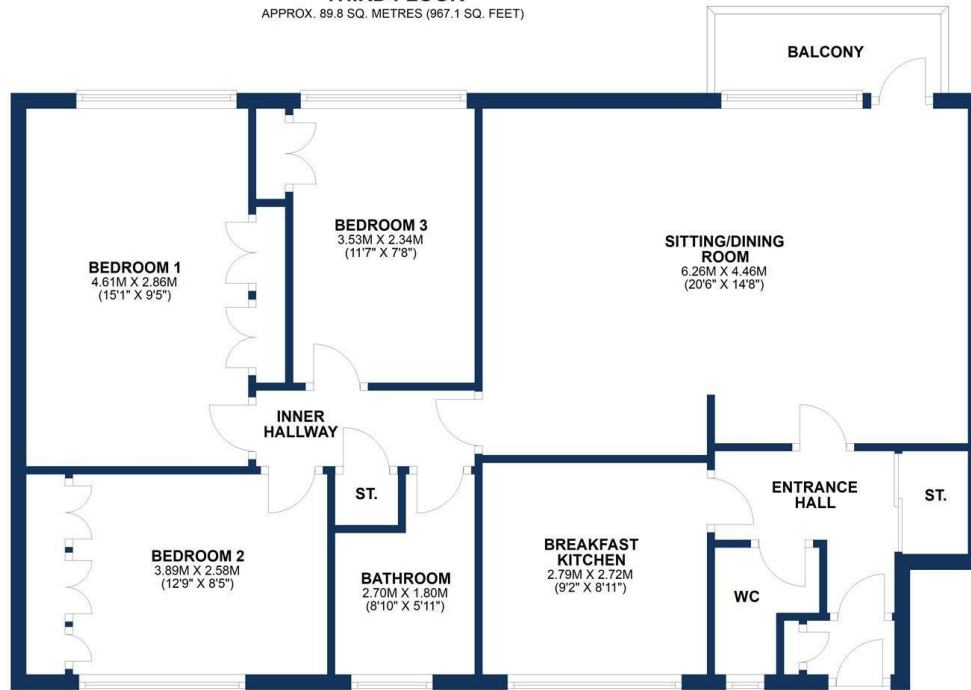 THIRD FLOOR
APPROX. 89.8 SQ. METRES (967.1 SQ. FEET)
BALCONY
BEDROOM 1
4.61M X 2.86M
(15'1" X 9'5")
BEDROOM 3
3.53M X 2.34M
(11'7" X 7'8")
SITTING/DINING
ROOM
6.26M X 4.46M
(20'6" X 14'8")
INNER
HALLWAY
ST.
BEDROOM 2
3.89M X 2.58M
(12'9" X 8'5")
BATHROOM
2.70M X 1.80M
(8'10" X 5'11")
BREAKFAST
KITCHEN
2.79M X 2.72M
(9'2" X 8'11")
ENTRANCE
HALL
ST.
WC